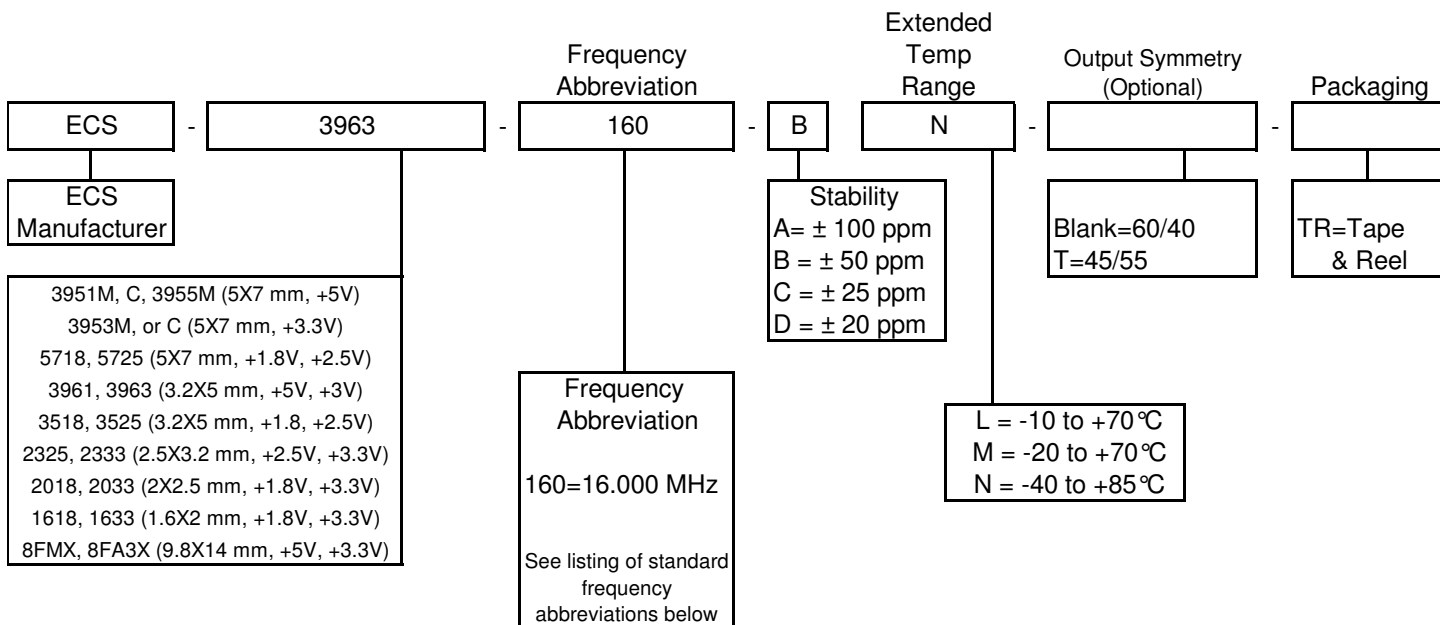 Extended
Temp
Range
Frequency
Abbreviation
Output Symmetry
(Optional)
Packaging
ECS - 3963 - 160 - B N - -
ECS
Manufacturer
Stability
A= ± 100 ppm
B = ± 50 ppm
C = ± 25 ppm
D = ± 20 ppm
Blank=60/40
T=45/55
TR=Tape
& Reel
3951M, C, 3955M (5X7 mm, +5V)
3953M, or C (5X7 mm, +3.3V)
5718, 5725 (5X7 mm, +1.8V, +2.5V)
3961, 3963 (3.2X5 mm, +5V, +3V)
3518, 3525 (3.2X5 mm, +1.8, +2.5V)
2325, 2333 (2.5X3.2 mm, +2.5V, +3.3V)
2018, 2033 (2X2.5 mm, +1.8V, +3.3V)
1618, 1633 (1.6X2 mm, +1.8V, +3.3V)
8FMX, 8FA3X (9.8X14 mm, +5V, +3.3V)
Frequency
Abbreviation
160=16.000 MHz
See listing of standard
frequency
abbreviations below
L = -10 to +70°C
M = -20 to +70°C
N = -40 to +85°C